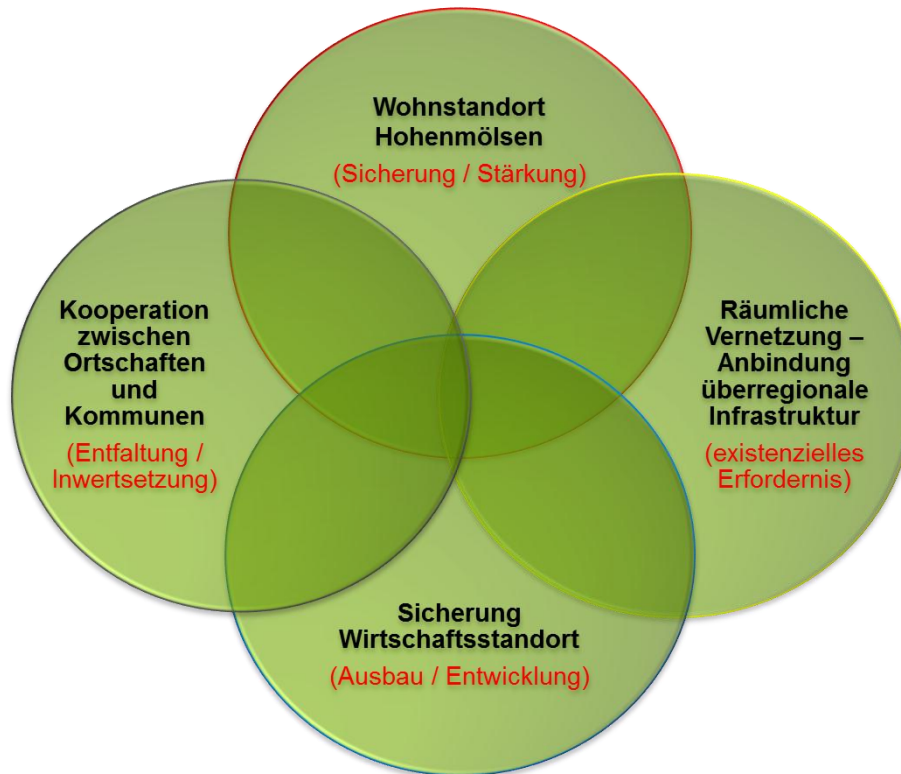 Wohnstandort
Hohenmölsen
(Sicherung / Stärkung)
Kooperation
zwischen
Ortschaften
und
Kommunen
(Entfaltung /
Inwertsetzung)
Räumliche
Vernetzung –
Anbindung
überregionale
Infrastruktur
(existenzielles
Erfordernis)
Sicherung
Wirtschaftsstandort
(Ausbau / Entwicklung)